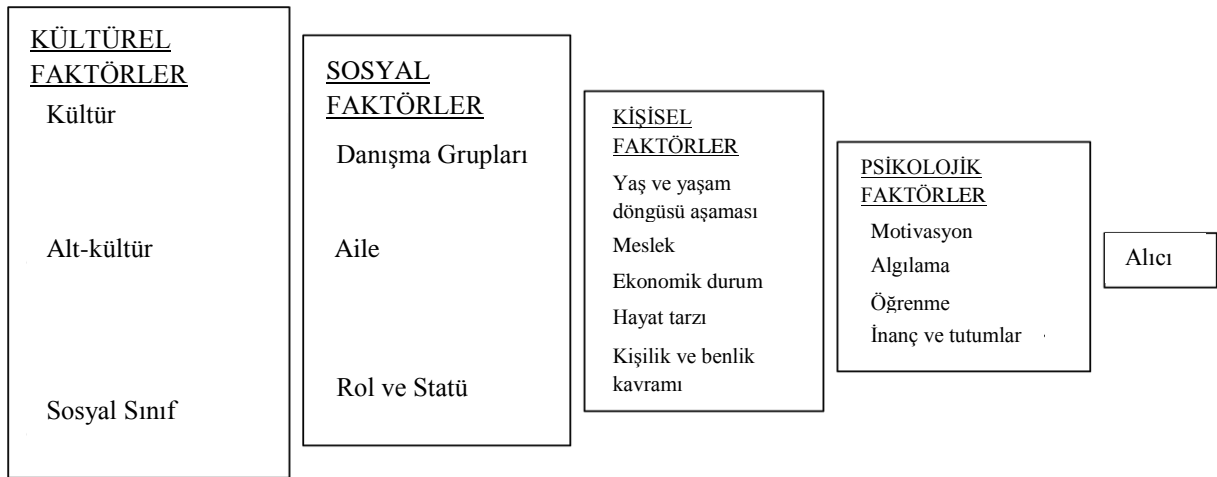 KÜLTÜREL
FAKTÖRLER
Kültür
Alt-kültür
Sosyal Sınıf
SOSYAL
FAKTÖRLER
Danışma Grupları
Aile
Rol ve Statü
KİŞİSEL
FAKTÖRLER
Yaş ve yaşam
döngüsü aşaması
Meslek
Ekonomik durum
Hayat tarzı
Kişilik ve benlik
kavramı
PSİKOLOJİK
FAKTÖRLER
Motivasyon
Algılama
Öğrenme
İnanç ve tutumlar
Alıcı